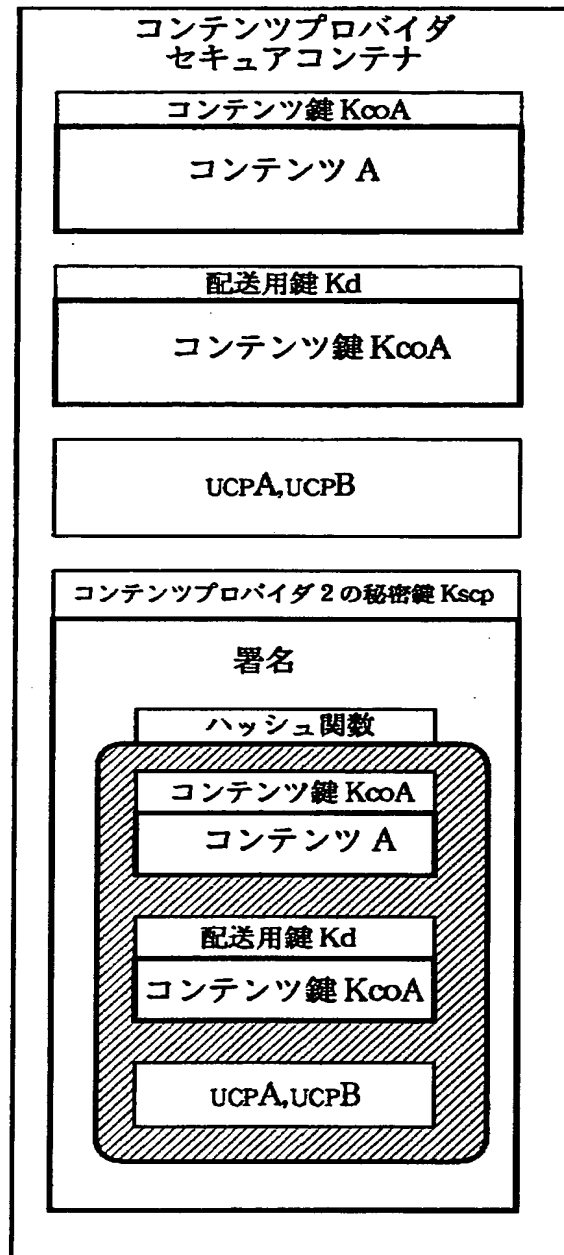 コンテンツプロバイダ
セキュアコンテナ
コンテンツ鍵 KcoA
コンテンツ A
配送用鍵 Kd
コンテンツ鍵 KcoA
UCPA,UCPB
コンテンツプロバイダ 2 の秘密鍵 Kscp
署名
ハッシュ関数
コンテンツ鍵 KcoA
コンテンツ A
配送用鍵 Kd
コンテンツ鍵 KcoA
UCPA,UCPB